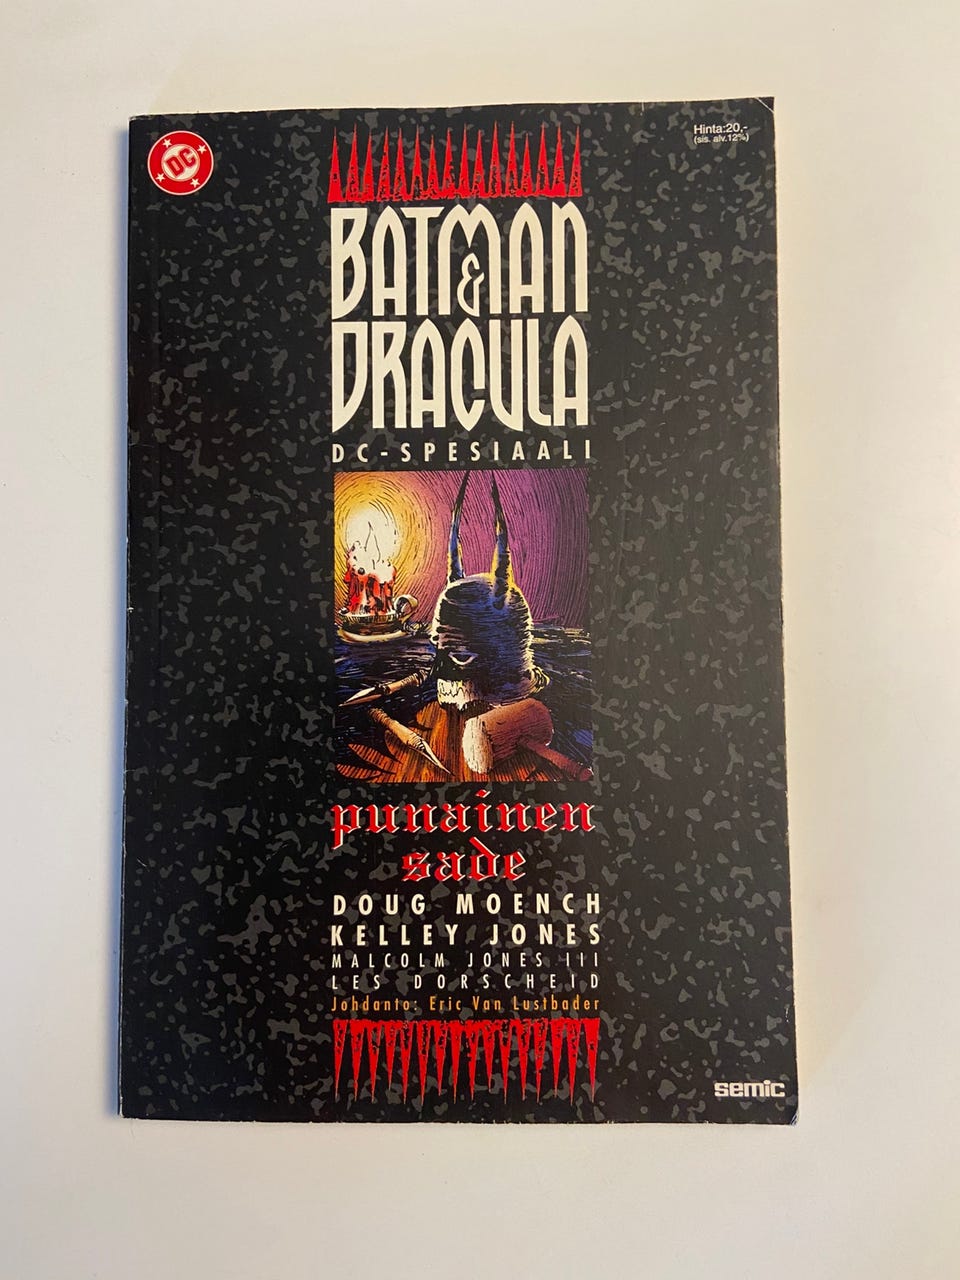 DC
Hinta:20,-
(sis. alv.12%)
BATMAN
&
DRACULA
DC-SPESIAALI
punainen
sade
DOUG MOENCH
KELLEY JONES
MALCOLM JONES III
LES DORSCHEID
Johdanto: Eric Van Lustbader
semic